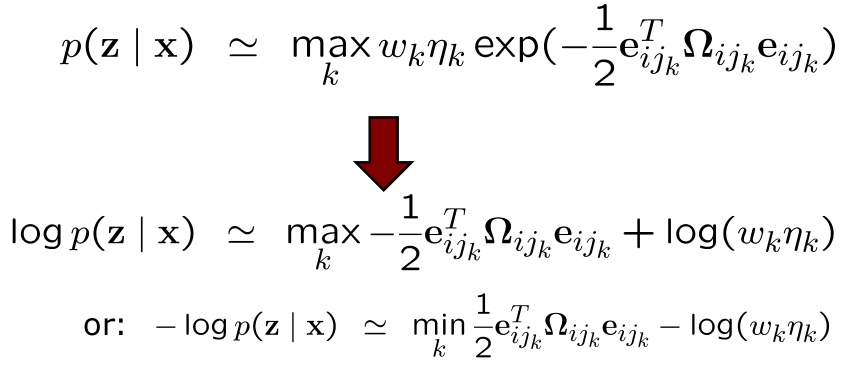 p(z | x) ≃ max_k w_k η_k exp(−1/2 e_{ij_k}^T Ω_{ij_k} e_{ij_k})
log p(z | x) ≃ max_k −1/2 e_{ij_k}^T Ω_{ij_k} e_{ij_k} + log(w_k η_k)
or: − log p(z | x) ≃ min_k 1/2 e_{ij_k}^T Ω_{ij_k} e_{ij_k} − log(w_k η_k)